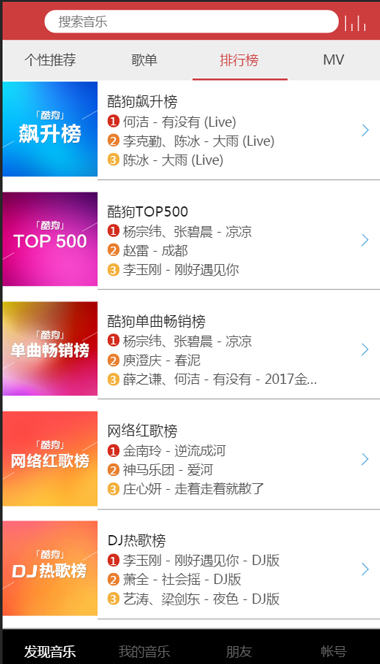 搜索音乐
个性推荐 歌单 排行榜 MV
「酷狗」
飙升榜
酷狗飙升榜
1 何洁 - 有没有 (Live)
2 李克勤、陈冰 - 大雨 (Live)
3 陈冰 - 大雨 (Live)
「酷狗」
TOP 500
酷狗TOP500
1 杨宗纬、张碧晨 - 凉凉
2 赵雷 - 成都
3 李玉刚 - 刚好遇见你
「酷狗」
单曲畅销榜
酷狗单曲畅销榜
1 杨宗纬、张碧晨 - 凉凉
2 庾澄庆 - 春泥
3 薛之谦、何洁 - 有没有 - 2017金...
「酷狗」
网络红歌榜
网络红歌榜
1 金南玲 - 逆流成河
2 神马乐团 - 爱河
3 庄心妍 - 走着走着就散了
「酷狗」
DJ热歌榜
DJ热歌榜
1 李玉刚 - 刚好遇见你 - DJ版
2 萧全 - 社会摇 - DJ版
3 艺涛、梁剑东 - 夜色 - DJ版
发现音乐 我的音乐 朋友 帐号